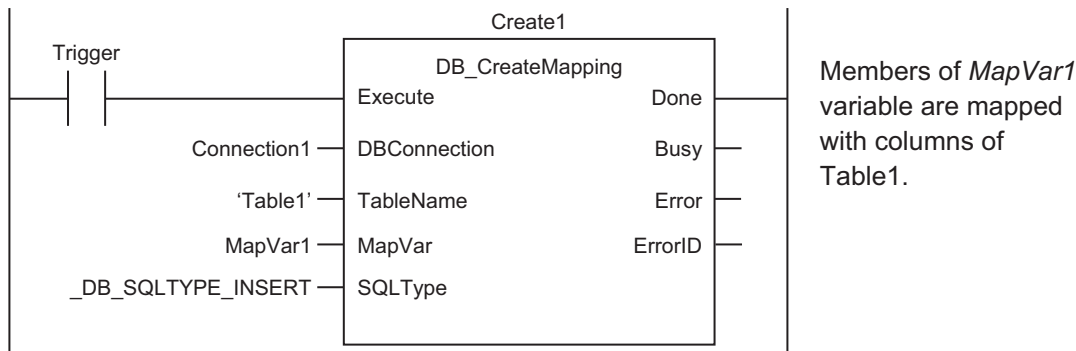 Create1
Trigger
DB_CreateMapping
Execute Done
Connection1 DBConnection Busy
‘Table1’ TableName Error
MapVar1 MapVar ErrorID
_DB_SQLTYPE_INSERT SQLType
Members of MapVar1
variable are mapped
with columns of
Table1.